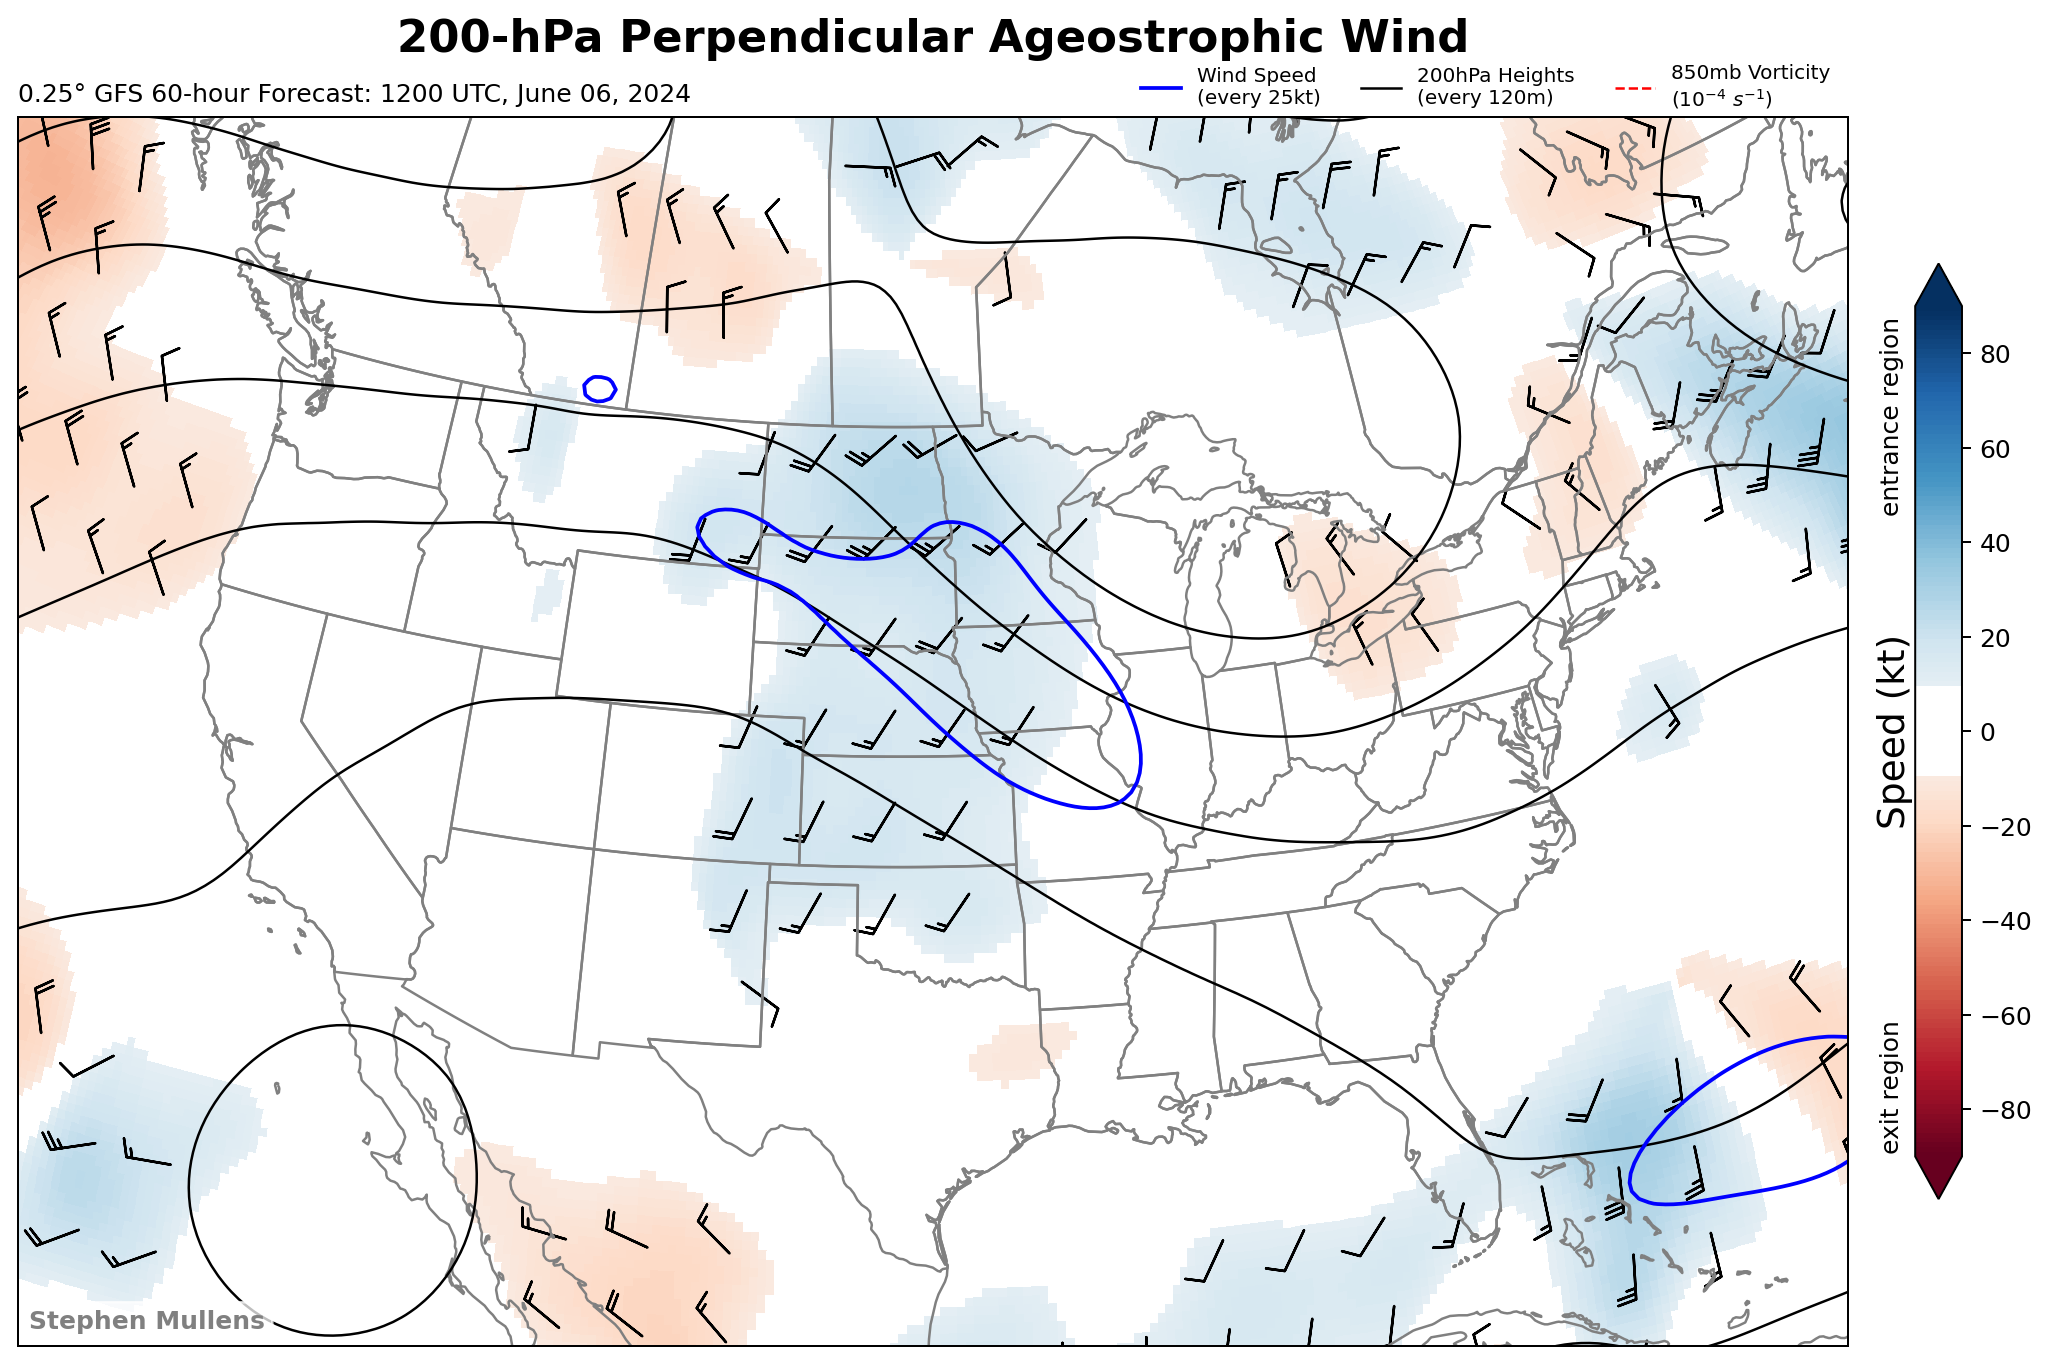 200-hPa Perpendicular Ageostrophic Wind
0.25° GFS 60-hour Forecast: 1200 UTC, June 06, 2024
Wind Speed
(every 25kt)
200hPa Heights
(every 120m)
850mb Vorticity
(10⁻⁴ s⁻¹)
entrance region
Speed (kt)
exit region
80
60
40
20
0
−20
−40
−60
−80
Stephen Mullens